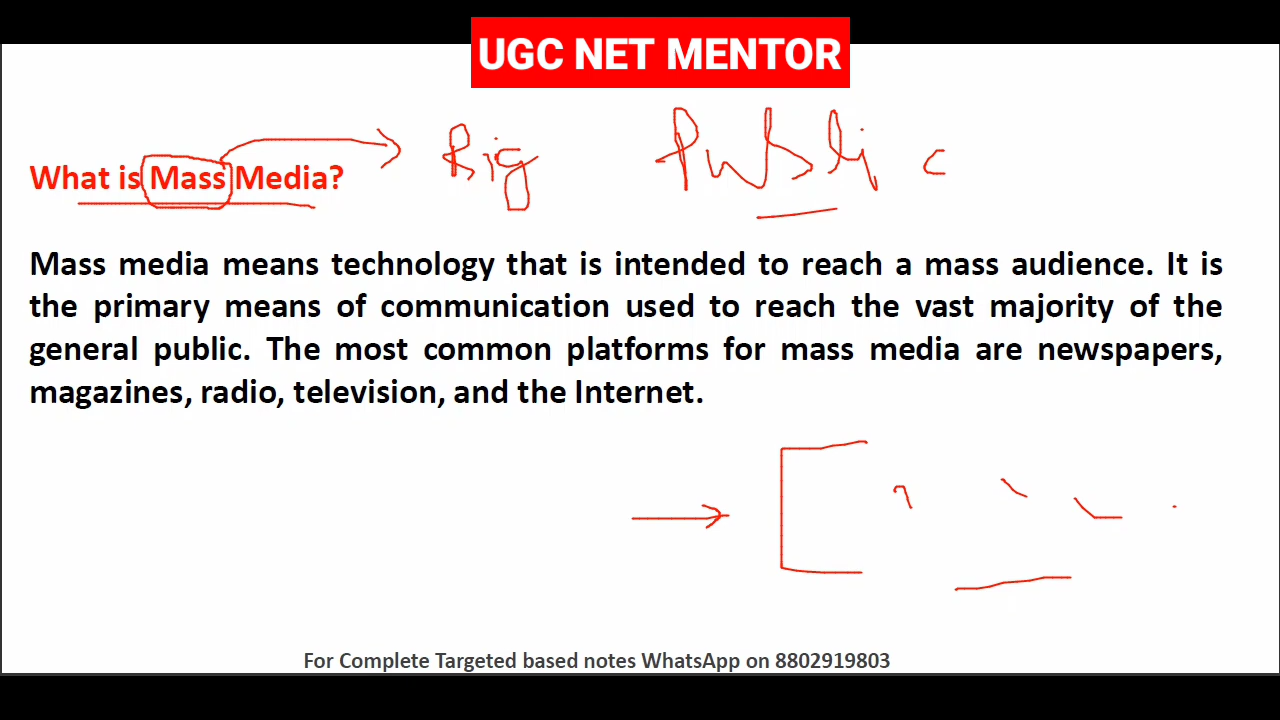 UGC NET MENTOR
What is Mass Media?
Big Public
Mass media means technology that is intended to reach a mass audience. It is
the primary means of communication used to reach the vast majority of the
general public. The most common platforms for mass media are newspapers,
magazines, radio, television, and the Internet.
For Complete Targeted based notes WhatsApp on 8802919803